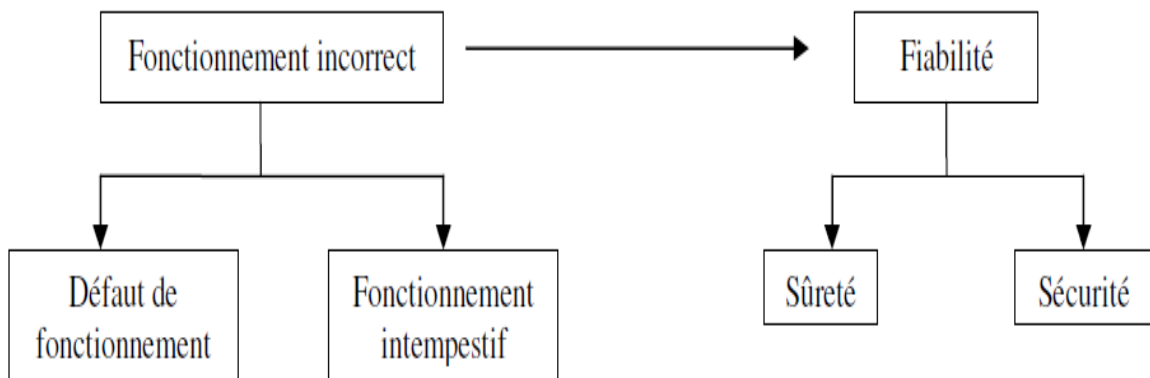 Fonctionnement incorrect
Fiabilité
Défaut de
fonctionnement
Fonctionnement
intempestif
Sûreté
Sécurité